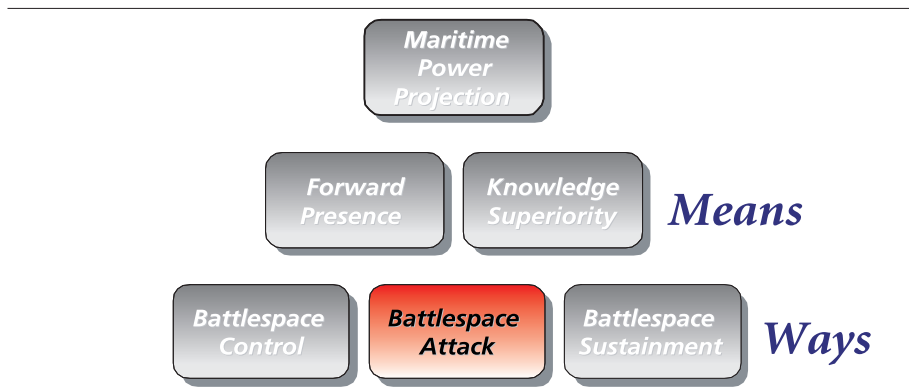 Maritime
Power
Projection
Forward
Presence
Knowledge
Superiority
Means
Battlespace
Control
Battlespace
Attack
Battlespace
Sustainment
Ways